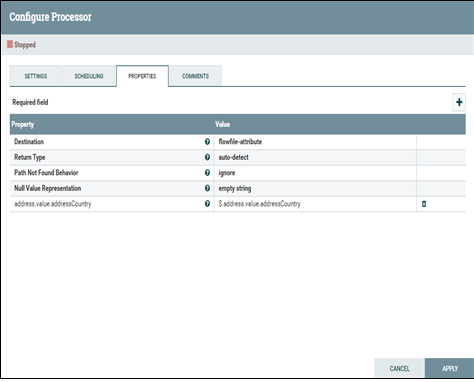 Configure Processor
Stopped
SETTINGS SCHEDULING PROPERTIES COMMENTS
Required field
Property Value
Destination flowfile-attribute
Return Type auto-detect
Path Not Found Behavior ignore
Null Value Representation empty string
address.value.addressCountry $.address.value.addressCountry
CANCEL APPLY